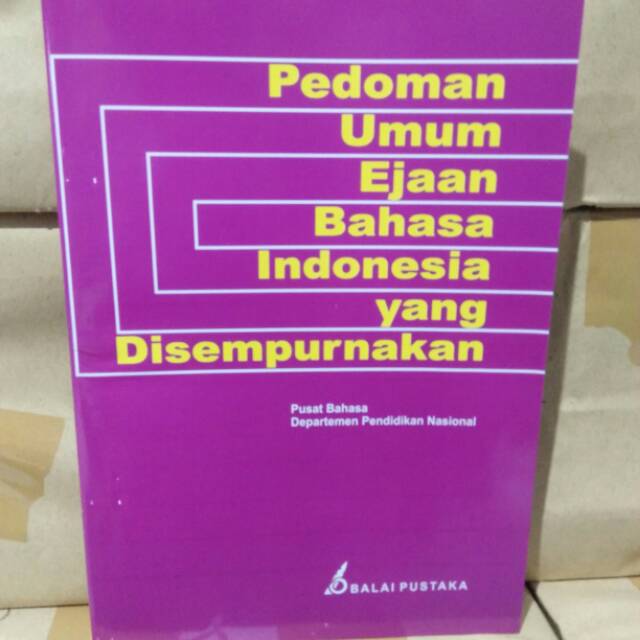 Pedoman
Umum
Ejaan
Bahasa
Indonesia
yang
Disempurnakan
Pusat Bahasa
Departemen Pendidikan Nasional
BALAI PUSTAKA